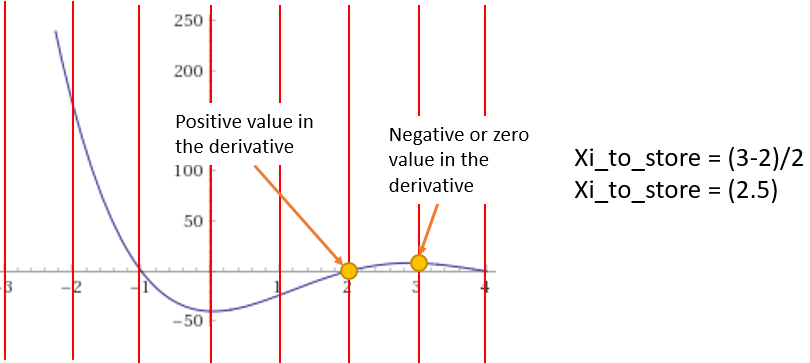 250
200
Positive value in
the derivative
Negative or zero
value in the
derivative
Xi_to_store = (3-2)/2
Xi_to_store = (2.5)
100
50
-3 -2 -1 1 2 3 4
-50